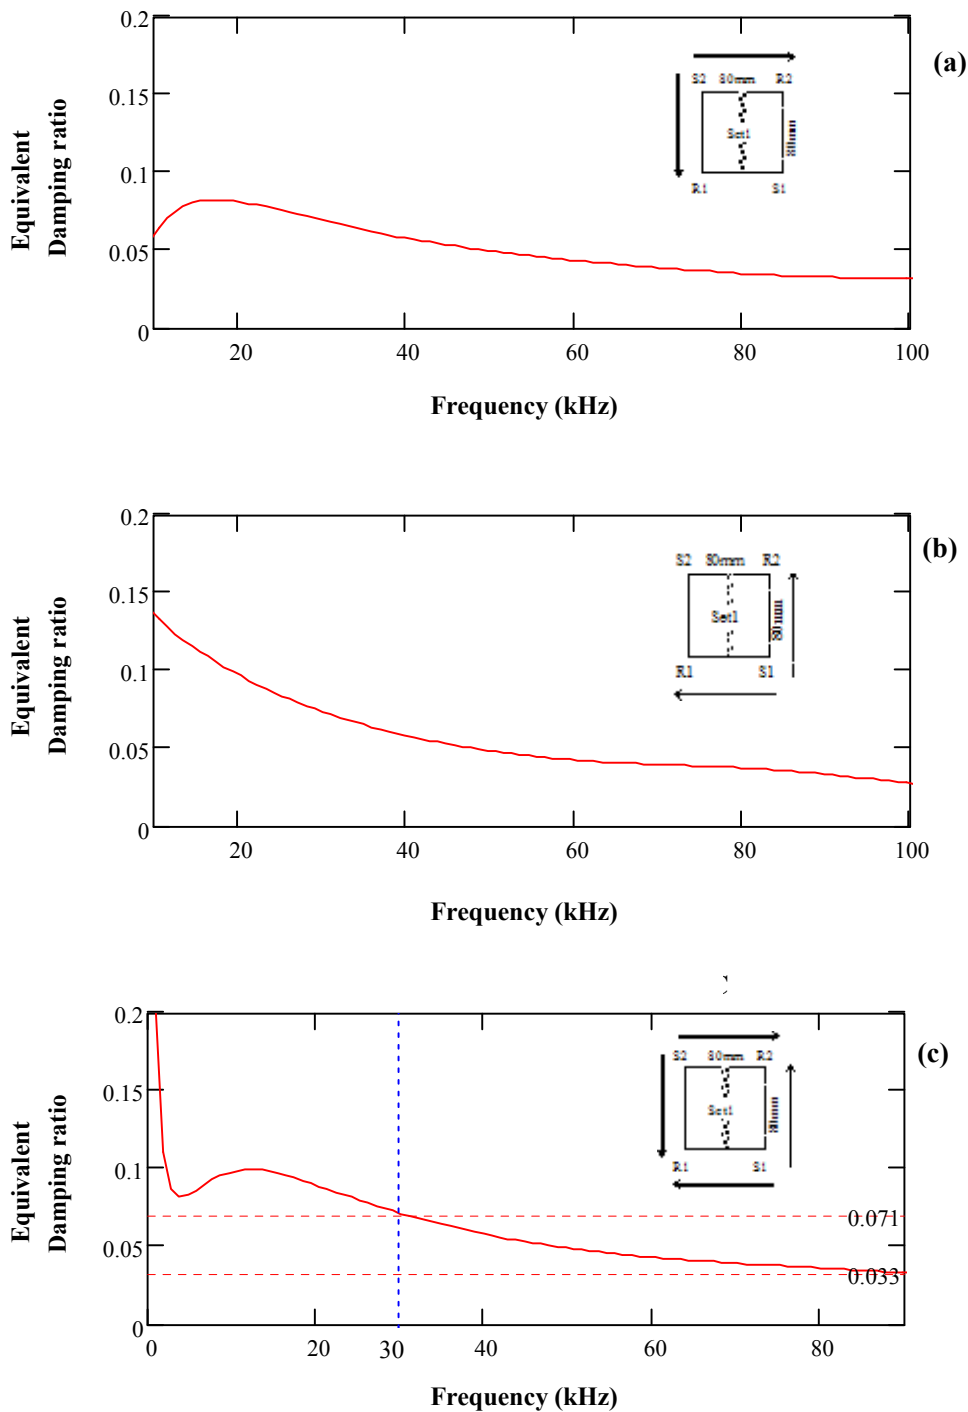 0.2
(a)
S2 80mm R2
0.15
Equivalent
Damping ratio
Set1
80mm
0.1
R1 S1
0.05
0
20 40 60 80 100
Frequency (kHz)
0.2
(b)
S2 80mm R2
0.15
Equivalent
Damping ratio
Set1
80mm
0.1
R1 S1
0.05
0
20 40 60 80 100
Frequency (kHz)
0.2
(c)
S2 80mm R2
0.15
Equivalent
Damping ratio
Set1
80mm
0.1
R1 S1
0.071
0.05
0.033
0
0 20 30 40 60 80
Frequency (kHz)